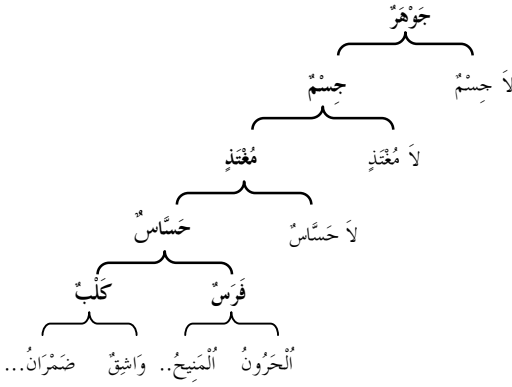 جَوْهَرٌ
لاَ جِسْمٌ جِسْمٌ
لاَ مُغْتَذٍ مُغْتَذٍ
لاَ حَسَّاسٌ حَسَّاسٌ
فَرَسٌ كَلْبٌ
اُلْحَرُونُ اُلْمَنِيحُ.. وَاشِقٌ ضَمْرَانُ...